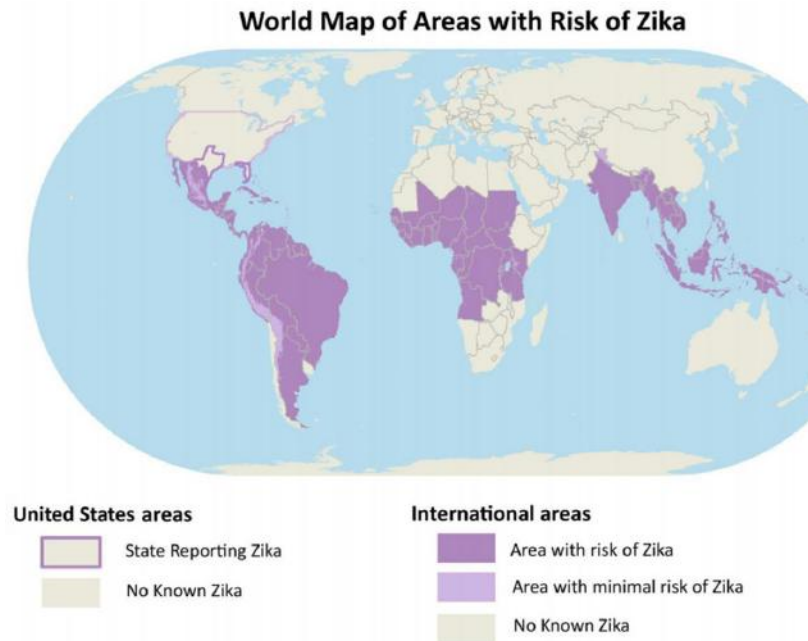 World Map of Areas with Risk of Zika
United States areas
State Reporting Zika
No Known Zika
International areas
Area with risk of Zika
Area with minimal risk of Zika
No Known Zika